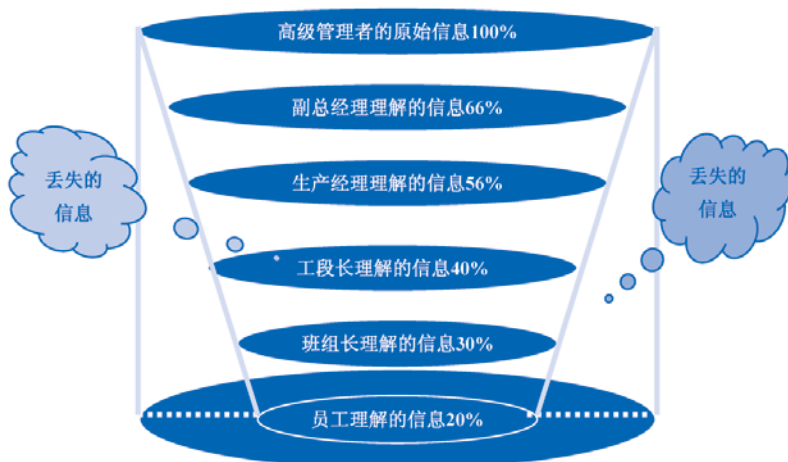 高级管理者的原始信息100%
副总经理理解的信息66%
生产经理理解的信息56%
丢失的
信息
丢失的
信息
工段长理解的信息40%
班组长理解的信息30%
员工理解的信息20%